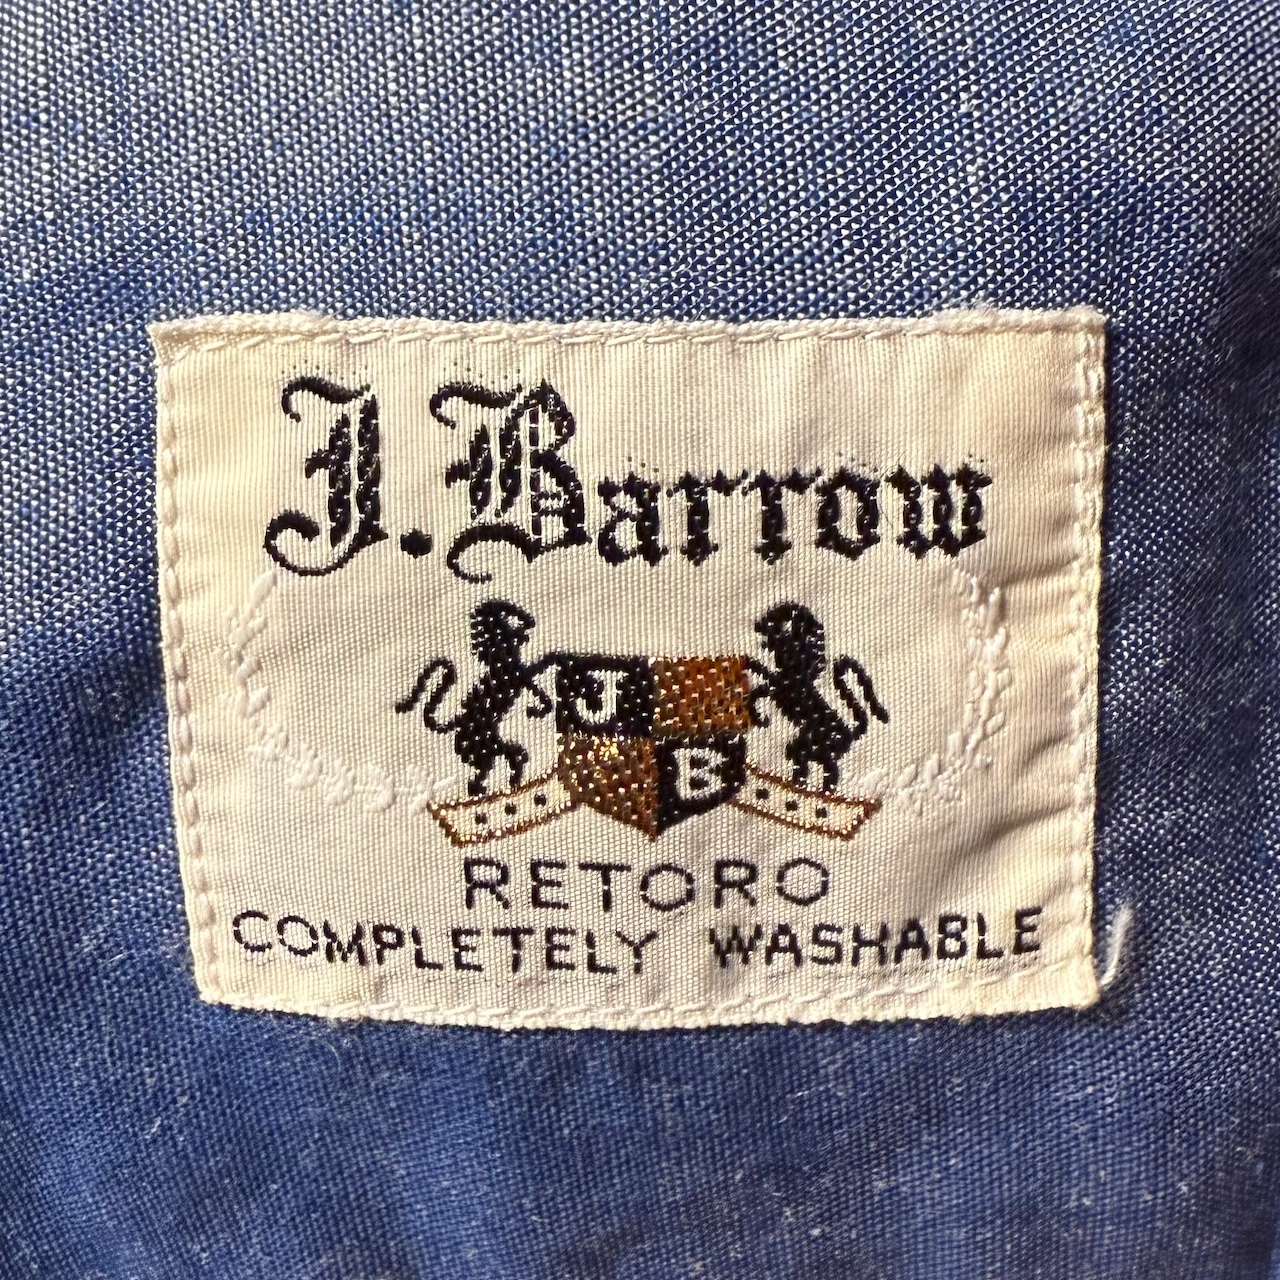 J. Barrow
J
B
RETORO
COMPLETELY WASHABLE